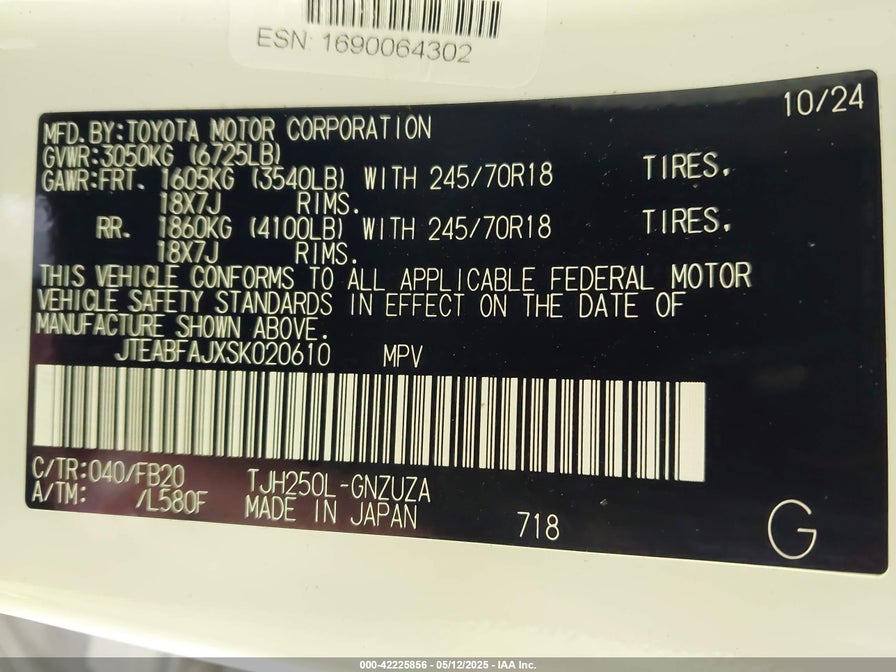 ESN: 1690064302
10/24
MFD.BY:TOYOTA MOTOR CORPORATION
GVWR:3050KG (6725LB)
GAWR:FRT. 1605KG (3540LB) WITH 245/70R18 TIRES.
18X7J RIMS.
RR. 1860KG (4100LB) WITH 245/70R18 TIRES.
18X7J RIMS.
THIS VEHICLE CONFORMS TO ALL APPLICABLE FEDERAL MOTOR
VEHICLE SAFETY STANDARDS IN EFFECT ON THE DATE OF
MANUFACTURE SHOWN ABOVE.
JTEABFAJXSK020610 MPV
C/TR:040/FB20 TJH250L-GNZUZA
A/TM: /L580F MADE IN JAPAN 718 G
000-42225856 - 05/12/2025 - IAA Inc.